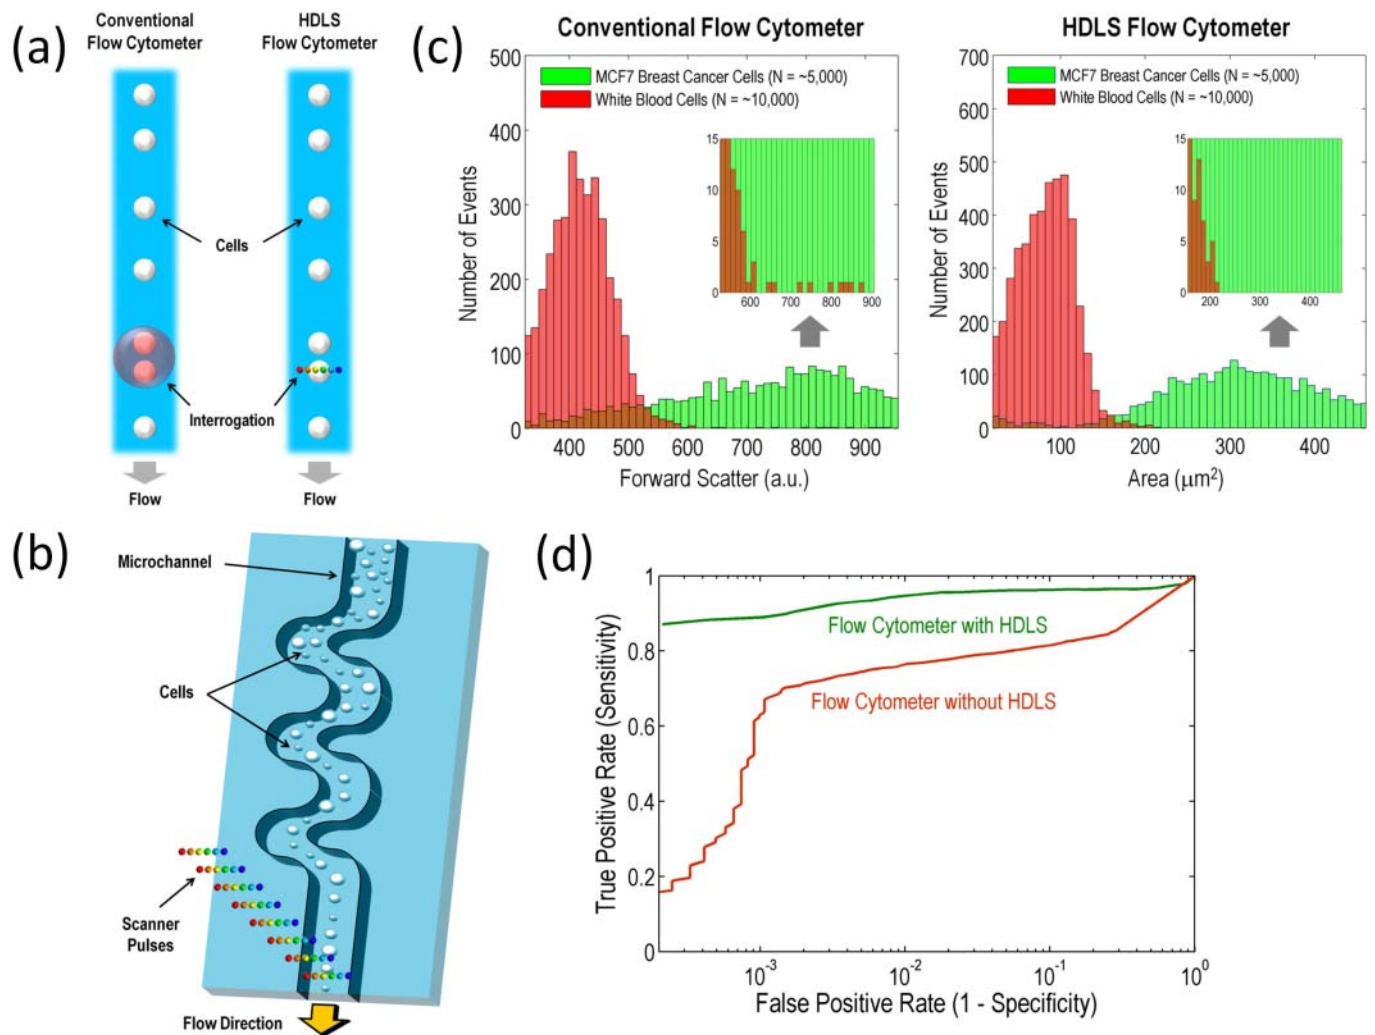 (a)
Conventional
Flow Cytometer
HDLS
Flow Cytometer
Cells
Interrogation
Flow
Flow
(b)
Microchannel
Cells
Scanner
Pulses
Flow Direction
(c)
Conventional Flow Cytometer
MCF7 Breast Cancer Cells (N = ~5,000)
White Blood Cells (N = ~10,000)
Number of Events
500
400
300
200
100
0
15
10
5
0
600
700
800
900
400
500
600
700
800
900
Forward Scatter (a.u.)
HDLS Flow Cytometer
MCF7 Breast Cancer Cells (N = ~5,000)
White Blood Cells (N = ~10,000)
Number of Events
700
600
500
400
300
200
100
0
15
10
5
0
200
300
400
100
200
300
400
Area (μm²)
(d)
True Positive Rate (Sensitivity)
1
0.8
0.6
0.4
0.2
0
Flow Cytometer with HDLS
Flow Cytometer without HDLS
10⁻³
10⁻²
10⁻¹
10⁰
False Positive Rate (1 - Specificity)